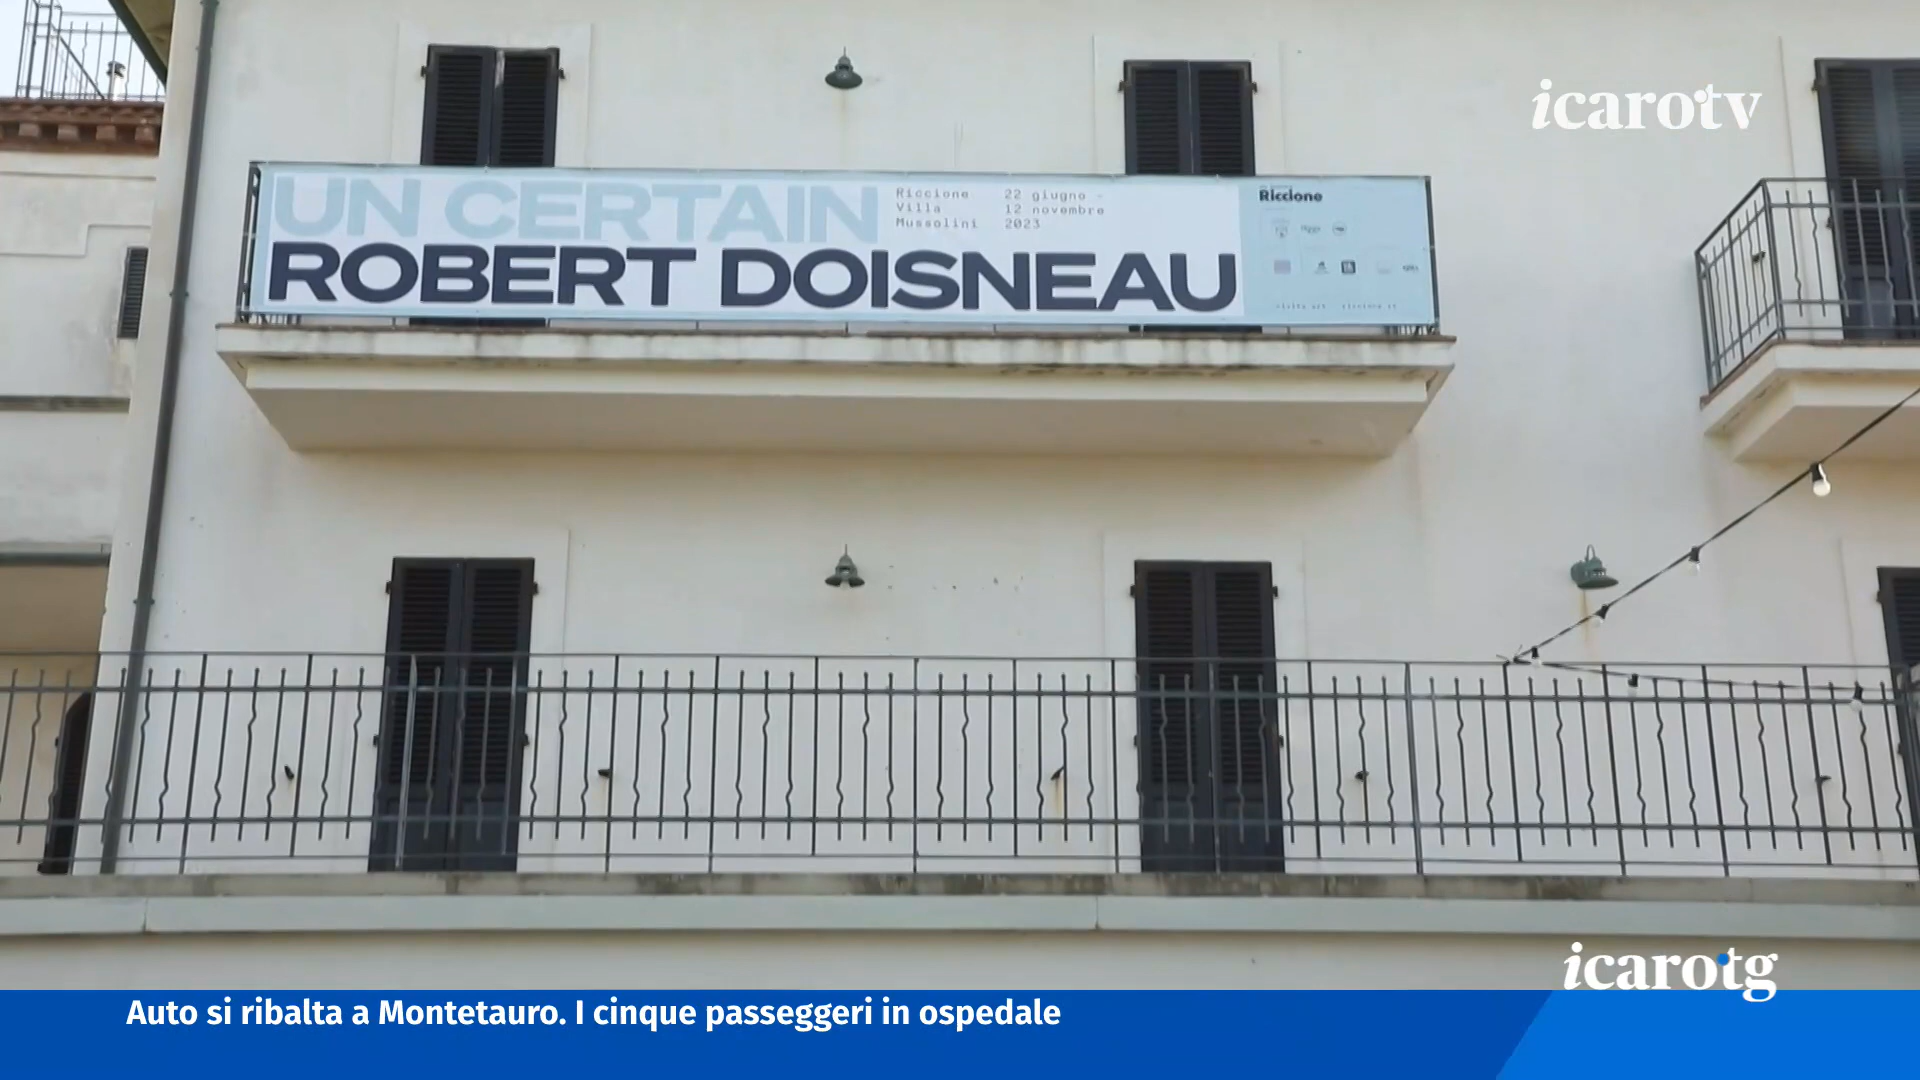 icarotv
UN CERTAIN
ROBERT DOISNEAU
Riccione
Villa
Mussolini
22 giugno -
12 novembre
2023
Riccione
icarotg
Auto si ribalta a Montetauro. I cinque passeggeri in ospedale